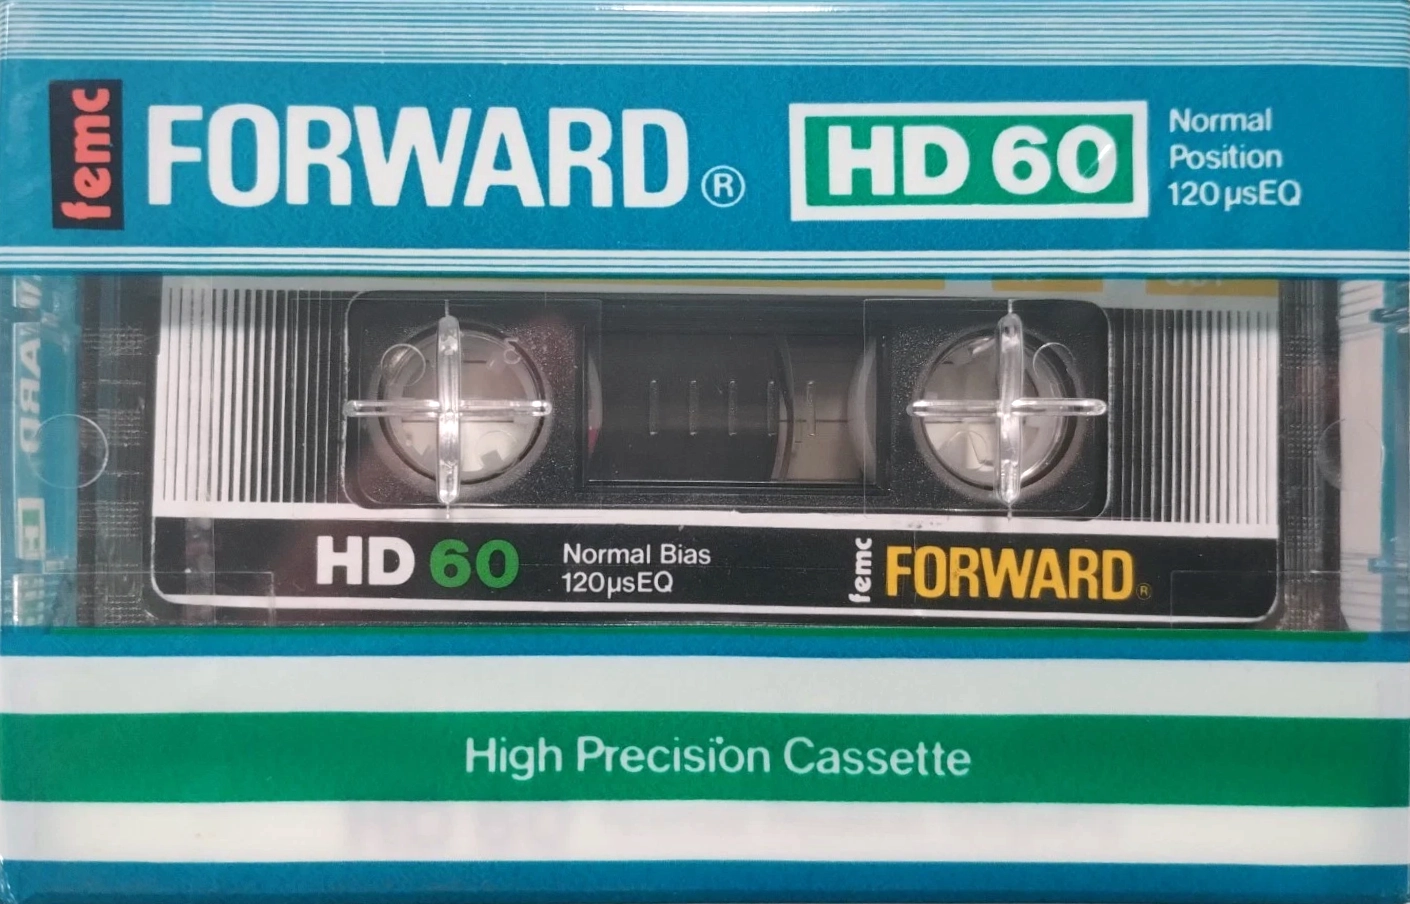 femc
FORWARD®
HD 60
Normal
Position
120µsEQ
HD 60
Normal Bias
120µsEQ
femc
FORWARD®
High Precision Cassette